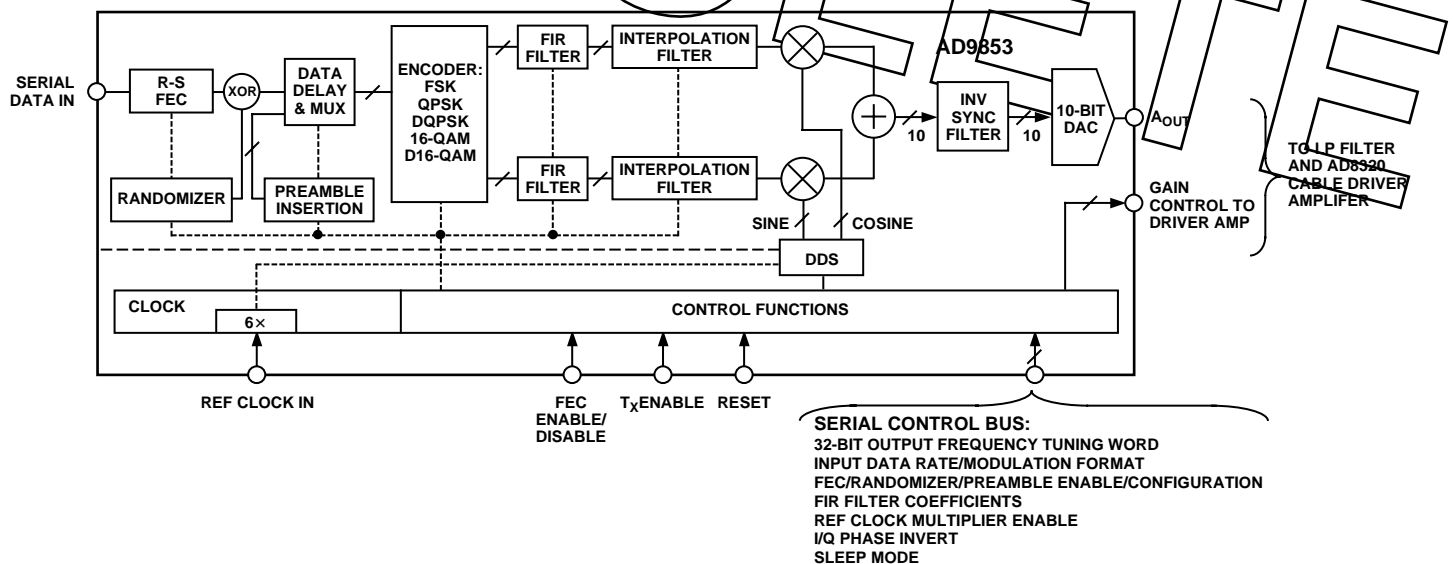 AD9853
SERIAL
DATA IN
R-S
FEC
XOR
DATA
DELAY
& MUX
ENCODER:
FSK
QPSK
DQPSK
16-QAM
D16-QAM
FIR
FILTER
INTERPOLATION
FILTER
FIR
FILTER
INTERPOLATION
FILTER
RANDOMIZER
PREAMBLE
INSERTION
10
INV
SYNC
FILTER
10
10-BIT
DAC
AOUT
TO LP FILTER
AND AD8320
CABLE DRIVER
AMPLIFER
GAIN
CONTROL TO
DRIVER AMP
SINE
COSINE
DDS
CLOCK
6×
CONTROL FUNCTIONS
REF CLOCK IN
FEC
ENABLE/
DISABLE
TXENABLE
RESET
SERIAL CONTROL BUS:
32-BIT OUTPUT FREQUENCY TUNING WORD
INPUT DATA RATE/MODULATION FORMAT
FEC/RANDOMIZER/PREAMBLE ENABLE/CONFIGURATION
FIR FILTER COEFFICIENTS
REF CLOCK MULTIPLIER ENABLE
I/Q PHASE INVERT
SLEEP MODE